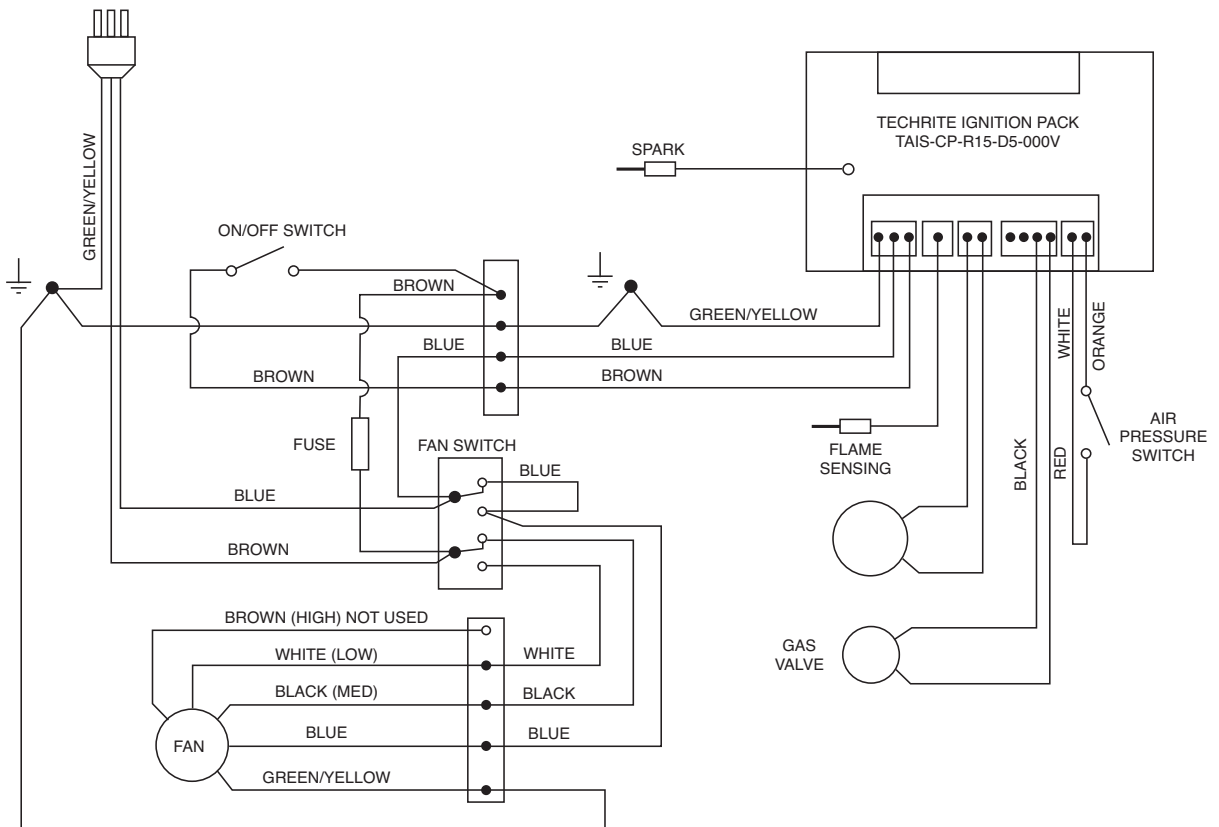 GREEN/YELLOW
TECHRITE IGNITION PACK
TAIS-CP-R15-D5-000V
SPARK
ON/OFF SWITCH
BROWN
GREEN/YELLOW
BLUE
BLUE
BROWN
BROWN
WHITE
ORANGE
AIR
PRESSURE
SWITCH
FLAME
SENSING
BLACK
RED
FUSE
FAN SWITCH
BLUE
BLUE
BROWN
BROWN (HIGH) NOT USED
WHITE (LOW)
WHITE
BLACK (MED)
BLACK
BLUE
BLUE
FAN
GREEN/YELLOW
GAS
VALVE